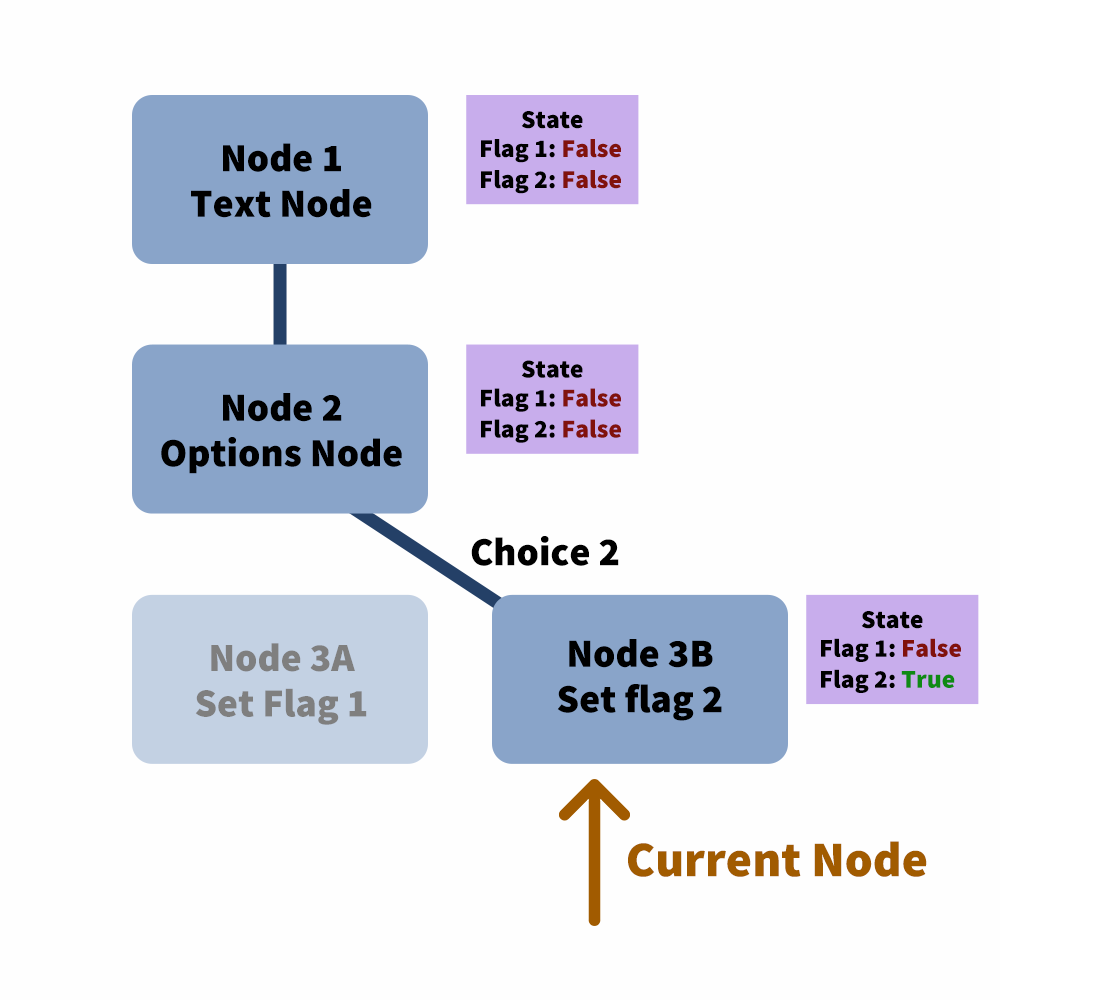 Node 1
Text Node
State
Flag 1: False
Flag 2: False
Node 2
Options Node
State
Flag 1: False
Flag 2: False
Choice 2
Node 3A
Set Flag 1
Node 3B
Set flag 2
State
Flag 1: False
Flag 2: True
Current Node